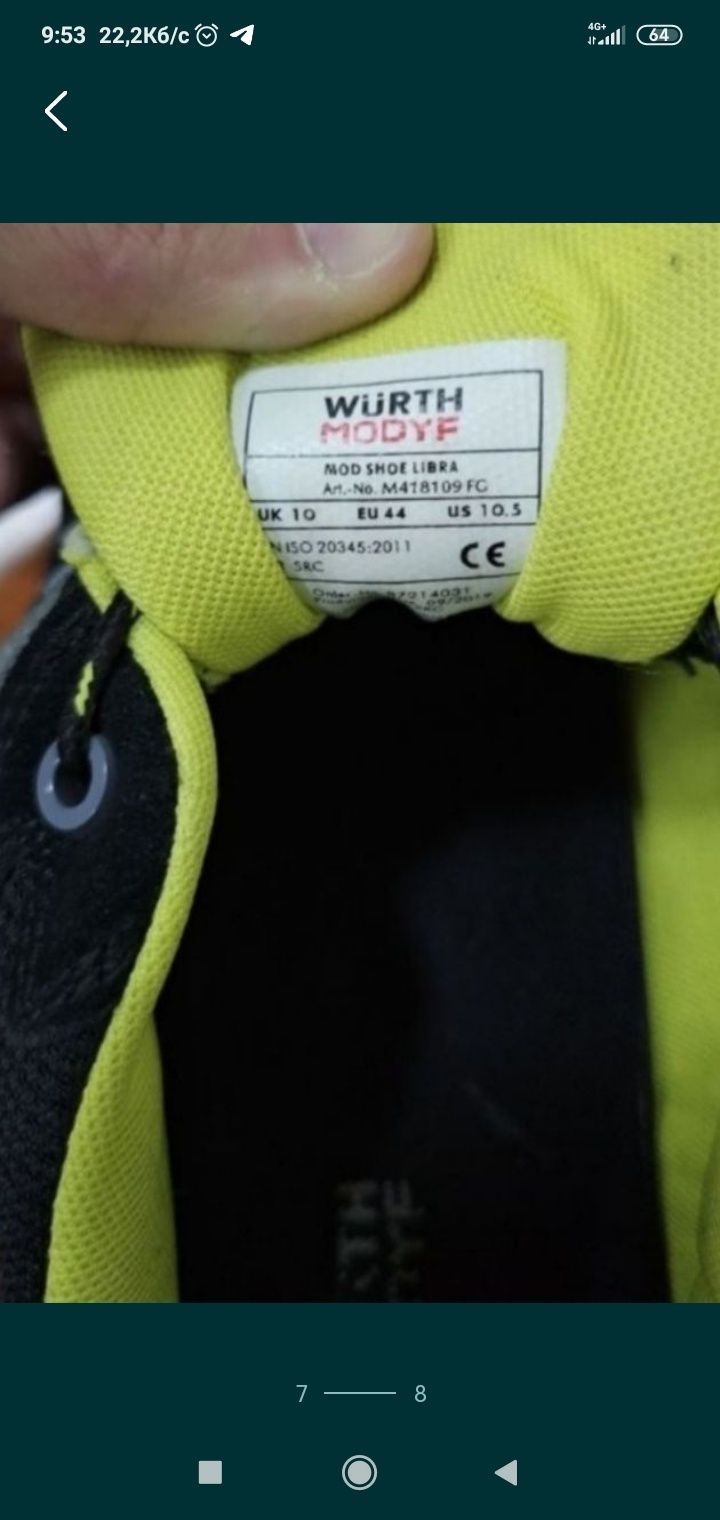 9:53 22,2Кб/с
4G+
64
WÜRTH
MODYF
MOD SHOE LIBRA
Art.-No. M418109 FG
UK 10 EU 44 US 10.5
N ISO 20345:2011
SRC
CE
7 8